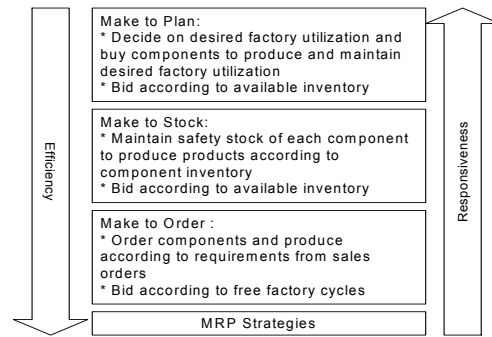 Make to Plan:
* Decide on desired factory utilization and
buy components to produce and maintain
desired factory utilization
* Bid according to available inventory
Make to Stock:
* Maintain safety stock of each component
to produce products according to
component inventory
* Bid according to available inventory
Make to Order :
* Order components and produce
according to requirements from sales
orders
* Bid according to free factory cycles
MRP Strategies
Efficiency
Responsiveness